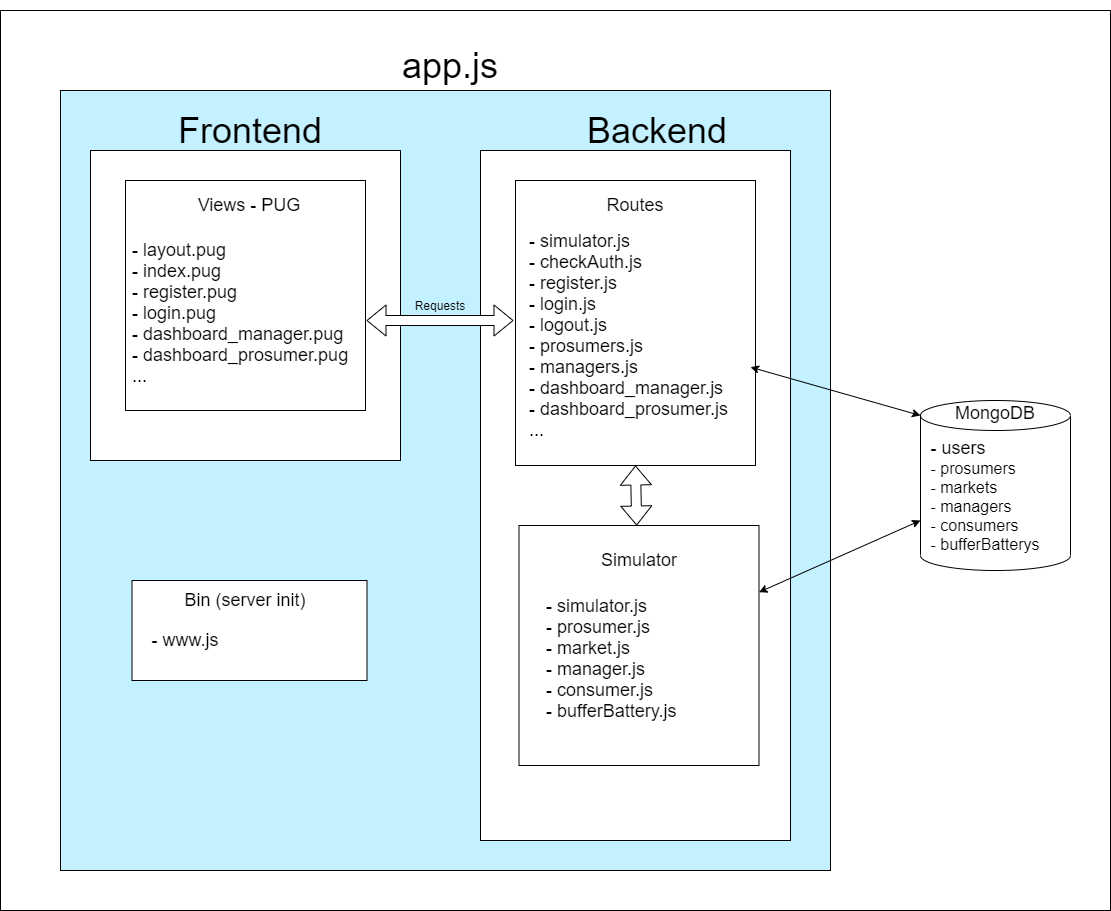 app.js
Frontend
Views - PUG
- layout.pug
- index.pug
- register.pug
- login.pug
- dashboard_manager.pug
- dashboard_prosumer.pug
...
Requests
Backend
Routes
- simulator.js
- checkAuth.js
- register.js
- login.js
- logout.js
- prosumers.js
- managers.js
- dashboard_manager.js
- dashboard_prosumer.js
...
MongoDB
- users
- prosumers
- markets
- managers
- consumers
- bufferBatterys
Bin (server init)
- www.js
Simulator
- simulator.js
- prosumer.js
- market.js
- manager.js
- consumer.js
- bufferBattery.js